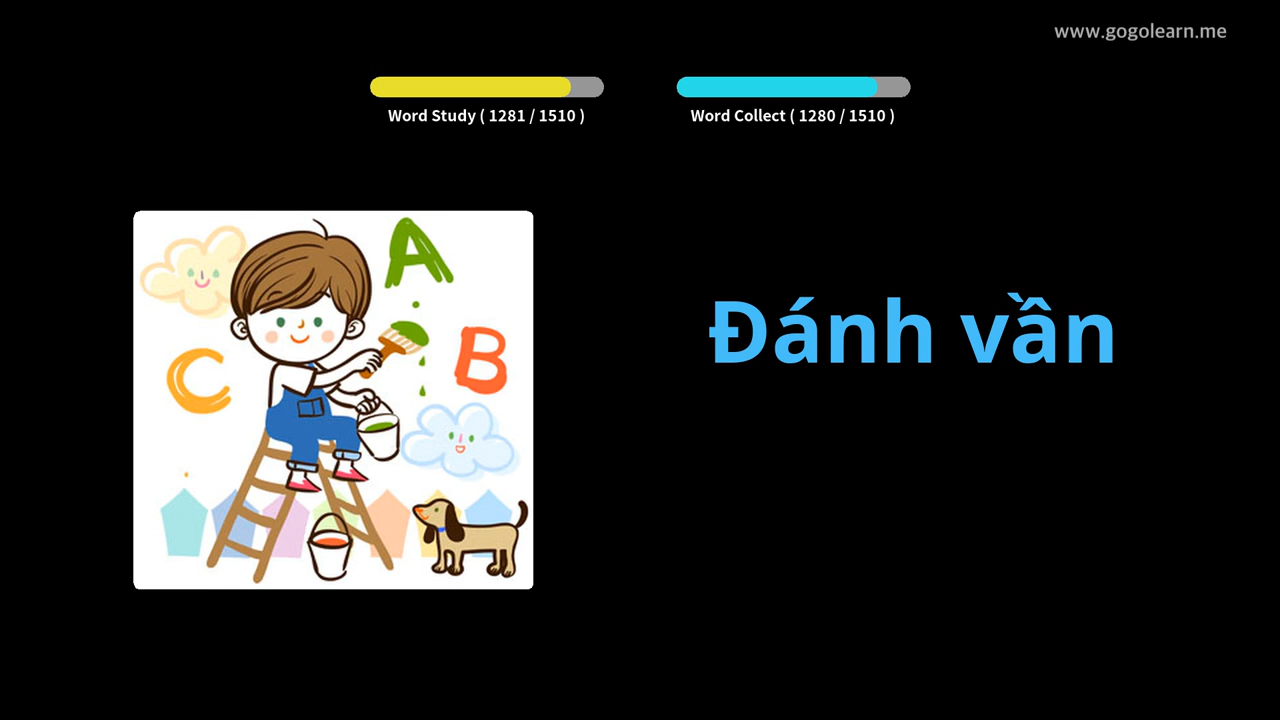 www.gogolearn.me
Word Study ( 1281 / 1510 )
Word Collect ( 1280 / 1510 )
A
B
C
Đánh vần